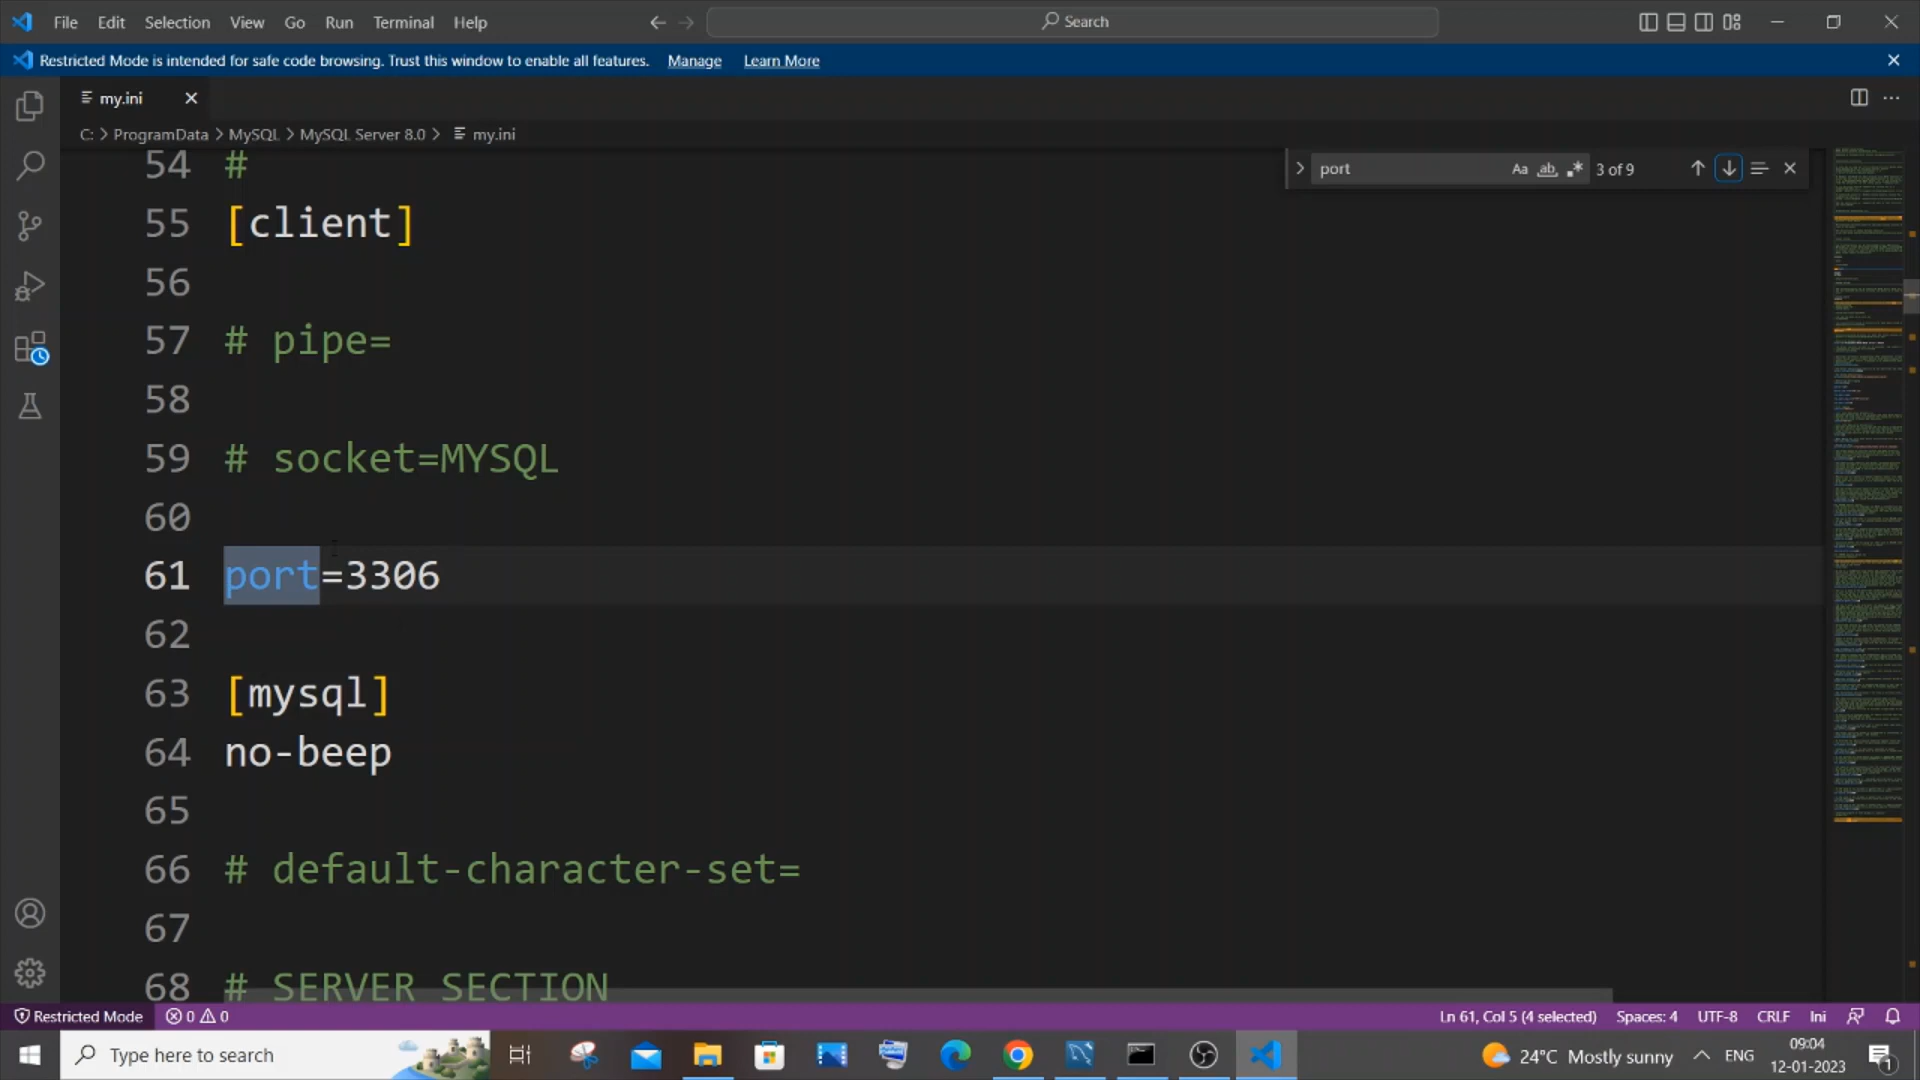 File Edit Selection View Go Run Terminal Help
Search
Restricted Mode is intended for safe code browsing. Trust this window to enable all features. Manage Learn More
my.ini
C: > ProgramData > MySQL > MySQL Server 8.0 > my.ini
port
Aa ab 3 of 9
54 #
55 [client]
56
57 # pipe=
58
59 # socket=MYSQL
60
61 port=3306
62
63 [mysql]
64 no-beep
65
66 # default-character-set=
67
68 # SERVER SECTION
Restricted Mode 0 0 Ln 61, Col 5 (4 selected) Spaces: 4 UTF-8 CRLF Ini
Type here to search
24°C Mostly sunny ENG
09:04
12-01-2023
1